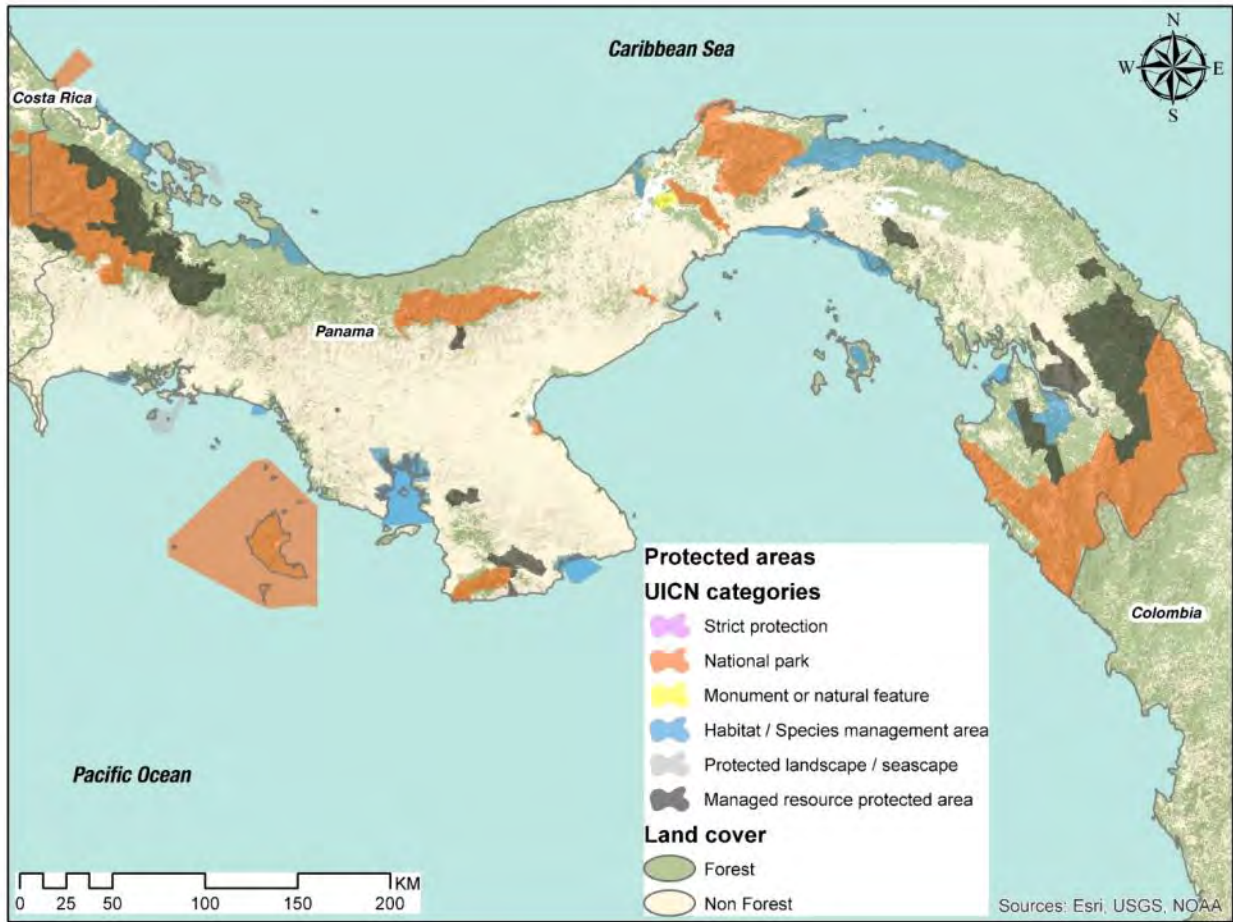 Caribbean Sea
N
W E
S
Costa Rica
Panama
Colombia
Pacific Ocean
Protected areas
UICN categories
Strict protection
National park
Monument or natural feature
Habitat / Species management area
Protected landscape / seascape
Managed resource protected area
Land cover
Forest
Non Forest
KM
0 25 50 100 150 200
Sources: Esri, USGS, NOAA